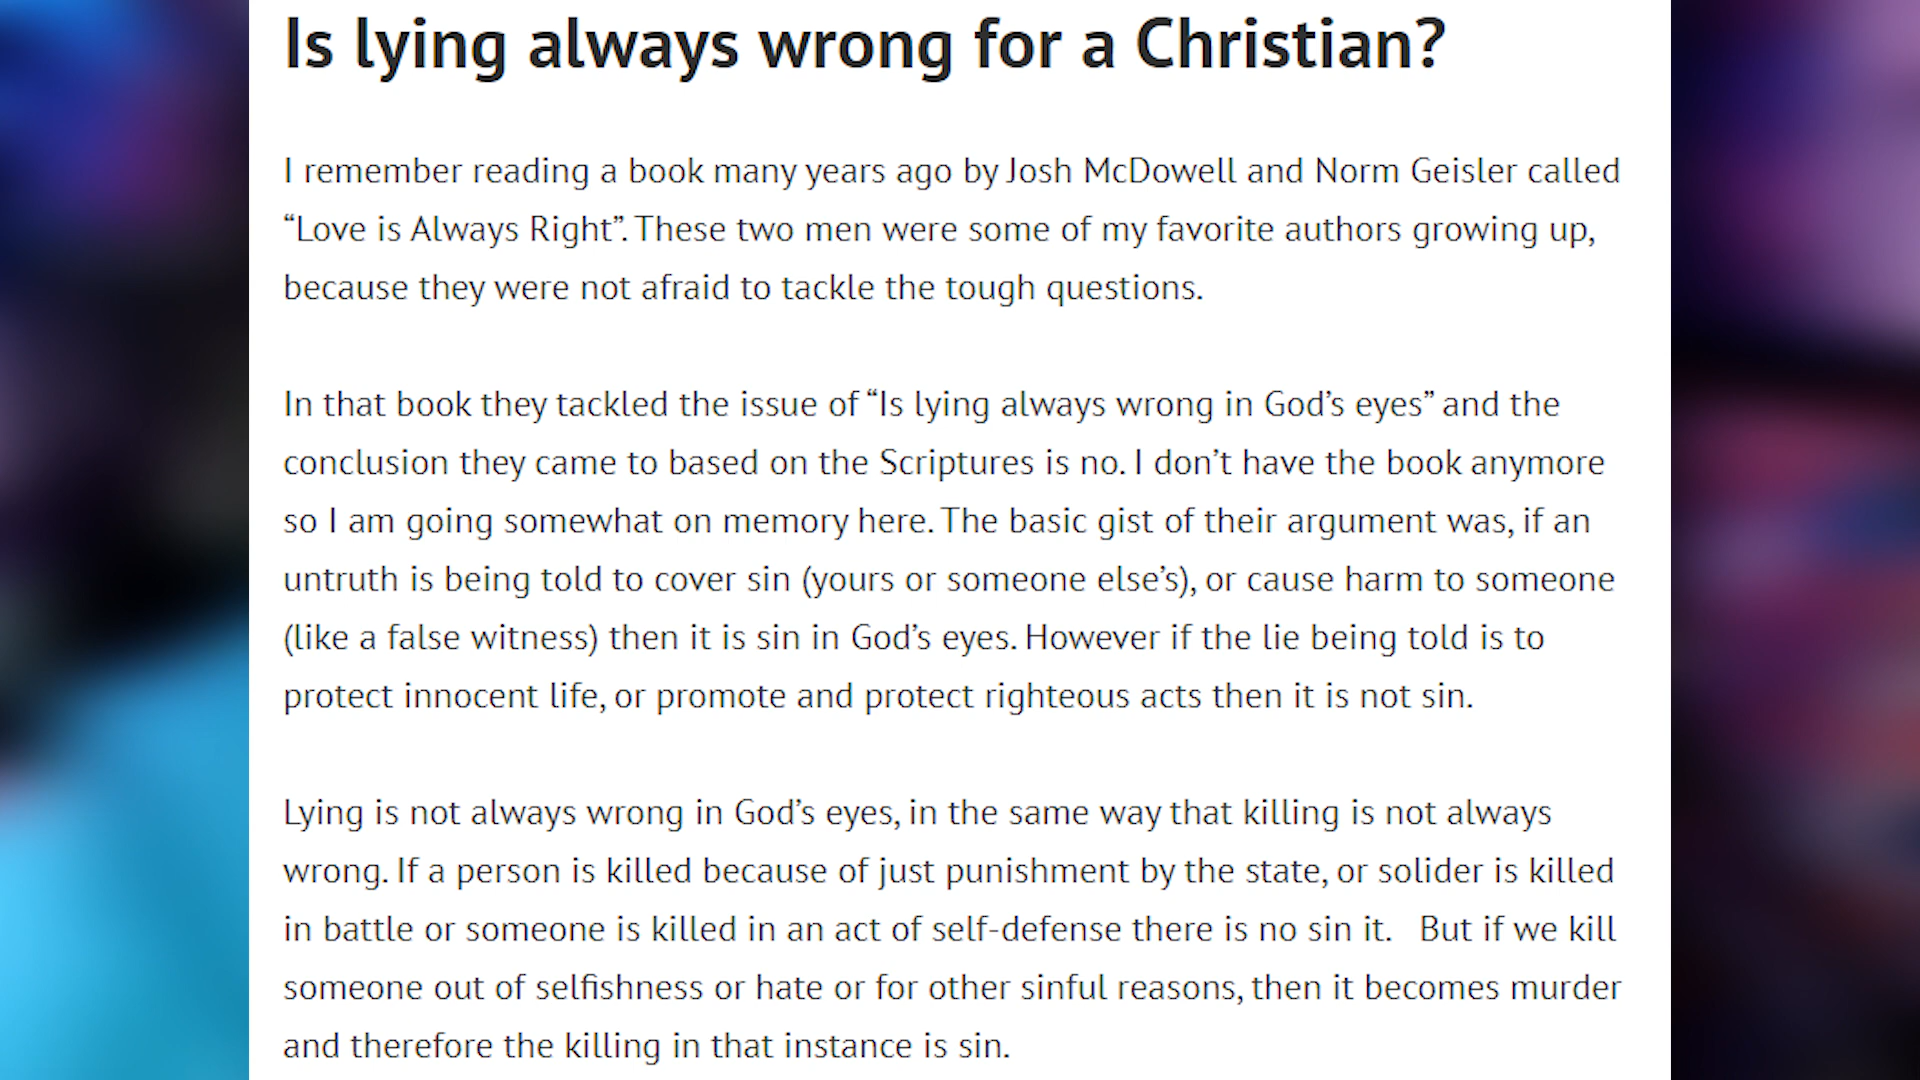 Is lying always wrong for a Christian?
I remember reading a book many years ago by Josh McDowell and Norm Geisler called
“Love is Always Right”. These two men were some of my favorite authors growing up,
because they were not afraid to tackle the tough questions.
In that book they tackled the issue of “Is lying always wrong in God’s eyes” and the
conclusion they came to based on the Scriptures is no. I don’t have the book anymore
so I am going somewhat on memory here. The basic gist of their argument was, if an
untruth is being told to cover sin (yours or someone else’s), or cause harm to someone
(like a false witness) then it is sin in God’s eyes. However if the lie being told is to
protect innocent life, or promote and protect righteous acts then it is not sin.
Lying is not always wrong in God’s eyes, in the same way that killing is not always
wrong. If a person is killed because of just punishment by the state, or solider is killed
in battle or someone is killed in an act of self-defense there is no sin it.   But if we kill
someone out of selfishness or hate or for other sinful reasons, then it becomes murder
and therefore the killing in that instance is sin.